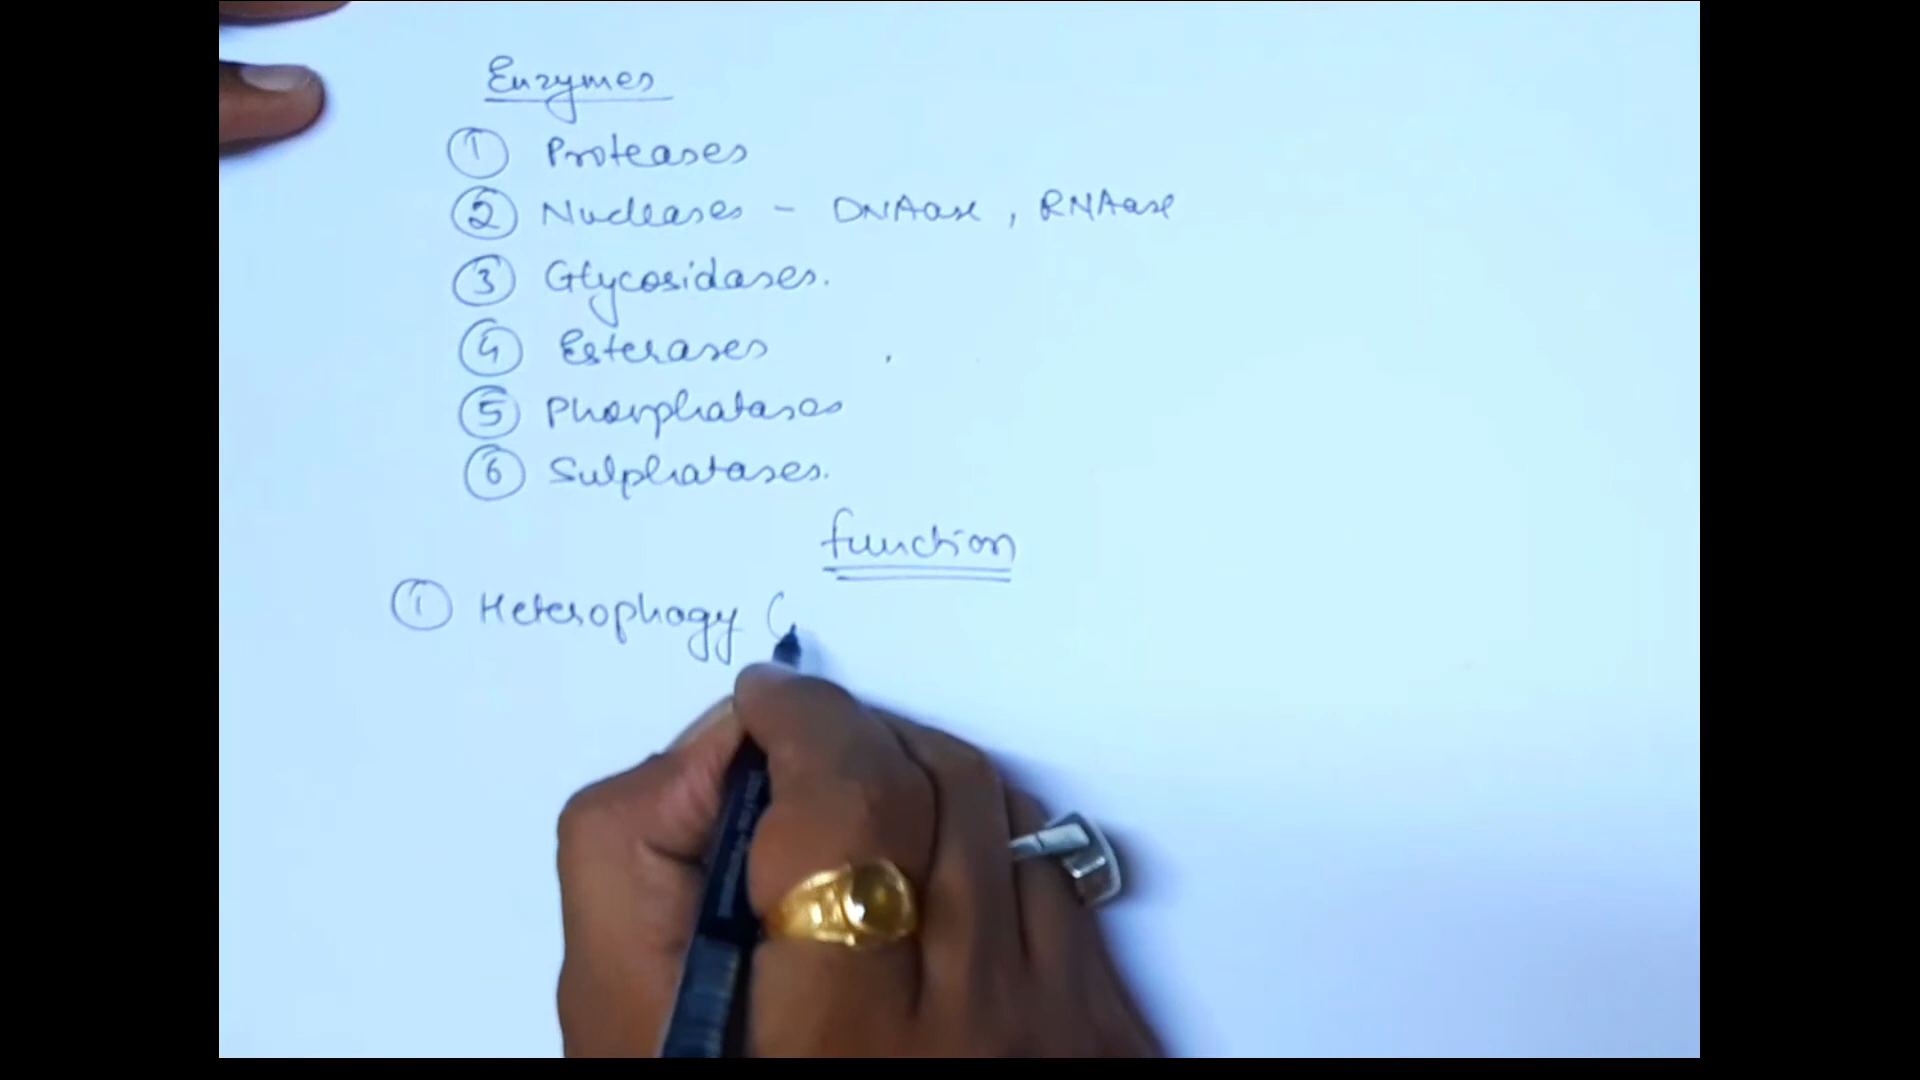 Enzymes
① Proteases
② Nucleases - DNAase, RNAase
③ Glycosidases.
④ Esterases
⑤ Phosphatases
⑥ Sulphatases.
function
① Heterophagy (